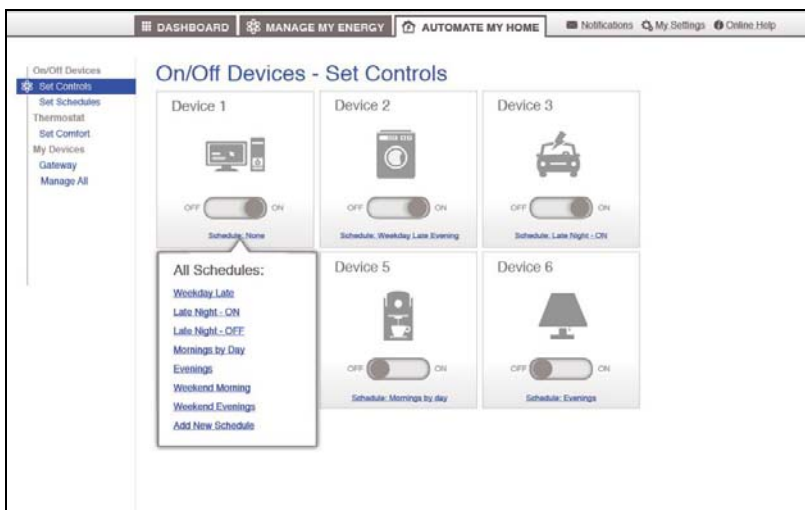 DASHBOARD MANAGE MY ENERGY AUTOMATE MY HOME Notifications My Settings Online Help
On/Off Devices
Set Controls
Set Schedules
Thermostat
Set Comfort
My Devices
Gateway
Manage All
On/Off Devices - Set Controls
Device 1 Device 2 Device 3
OFF ON OFF ON OFF ON
Schedule: None Schedule: Weekday Late Evening Schedule: Late Night - ON
All Schedules:
Weekday Late
Late Night - ON
Late Night - OFF
Mornings by Day
Evenings
Weekend Morning
Weekend Evenings
Add New Schedule
Device 5 Device 6
OFF ON OFF ON
Schedule: Mornings by day Schedule: Evenings